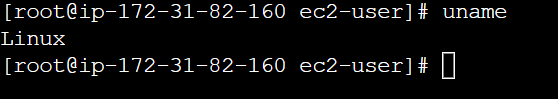 [root@ip-172-31-82-160 ec2-user]# uname
Linux
[root@ip-172-31-82-160 ec2-user]#